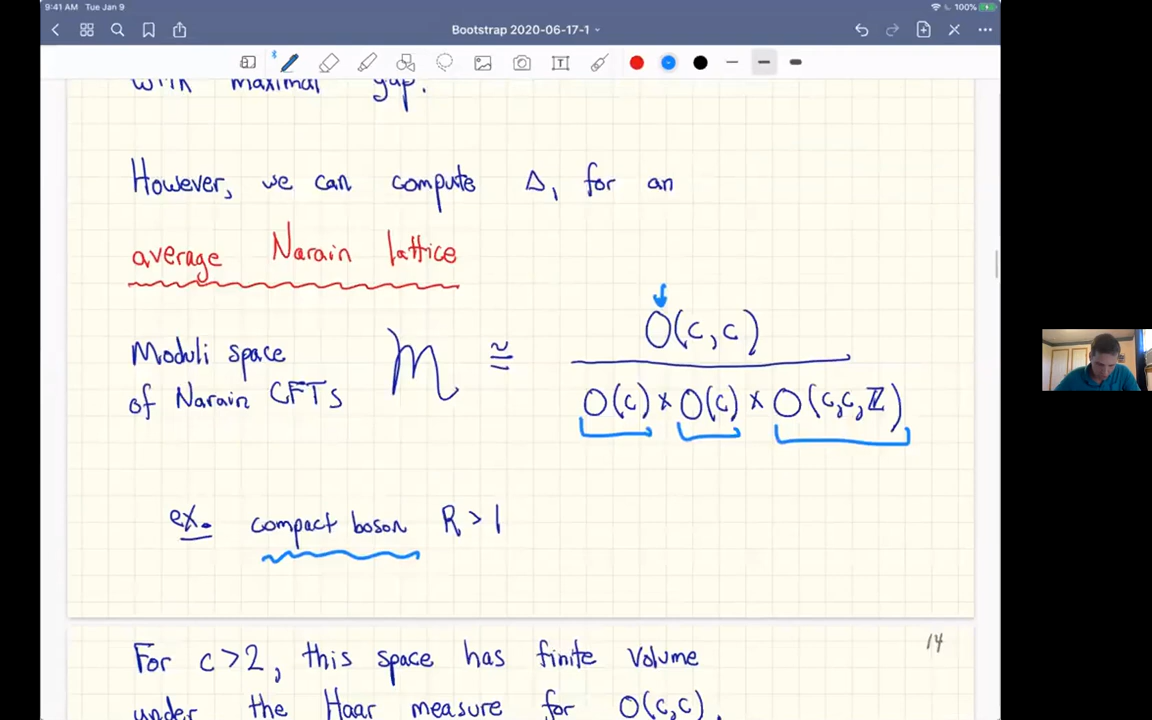 9:41 AM Tue Jan 9
100%
Bootstrap 2020-06-17-1
with maximal gap.
However, we can compute Δ₁ for an
average Narain lattice
Moduli space of Narain CFTs M ≅ O(c,c) / O(c) × O(c) × O(c,c,ℤ)
ex. compact boson R > 1
14
For c > 2, this space has finite volume
under the Haar measure for O(c,c).